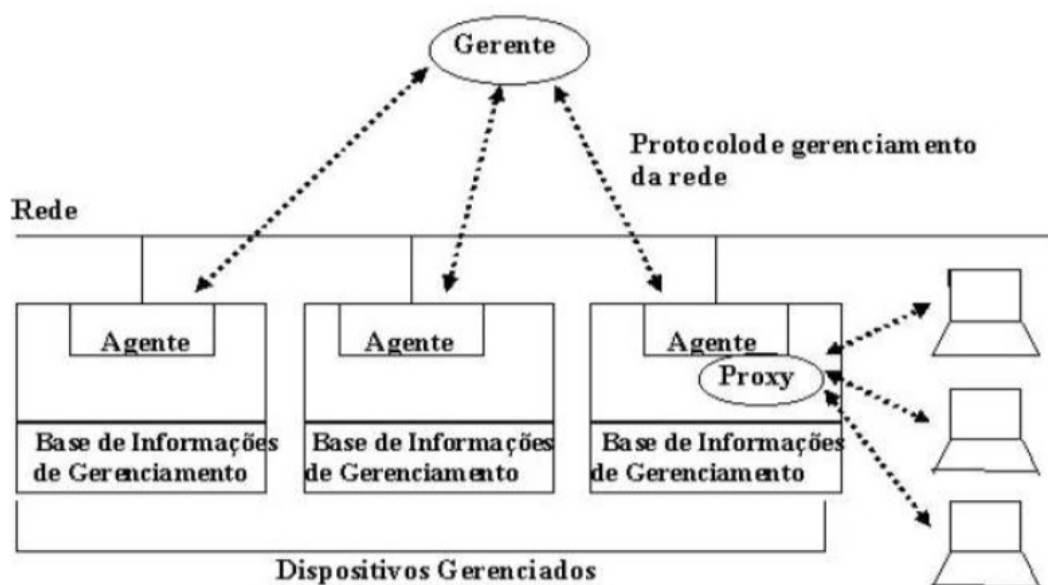 Gerente
Protocolode gerenciamento
da rede
Rede
Agente
Agente
Agente
Proxy
Base de Informações
de Gerenciamento
Base de Informações
de Gerenciamento
Base de Informações
de Gerenciamento
Dispositivos Gerenciados